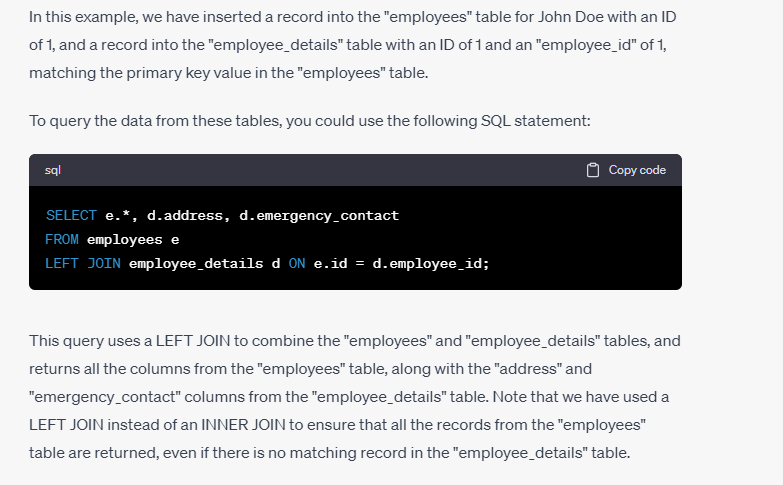 In this example, we have inserted a record into the "employees" table for John Doe with an ID
of 1, and a record into the "employee_details" table with an ID of 1 and an "employee_id" of 1,
matching the primary key value in the "employees" table.
To query the data from these tables, you could use the following SQL statement:
sql
Copy code
SELECT e.*, d.address, d.emergency_contact
FROM employees e
LEFT JOIN employee_details d ON e.id = d.employee_id;
This query uses a LEFT JOIN to combine the "employees" and "employee_details" tables, and
returns all the columns from the "employees" table, along with the "address" and
"emergency_contact" columns from the "employee_details" table. Note that we have used a
LEFT JOIN instead of an INNER JOIN to ensure that all the records from the "employees"
table are returned, even if there is no matching record in the "employee_details" table.